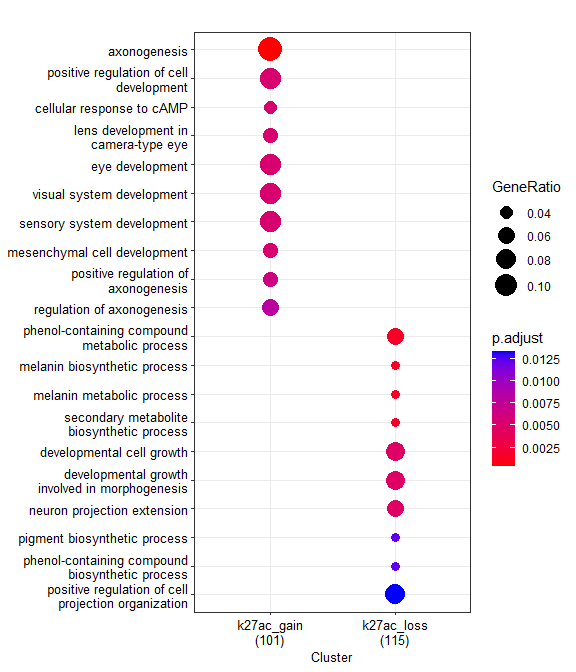 axonogenesis
positive regulation of cell
development
cellular response to cAMP
lens development in
camera-type eye
eye development
visual system development
sensory system development
mesenchymal cell development
positive regulation of
axonogenesis
regulation of axonogenesis
phenol-containing compound
metabolic process
melanin biosynthetic process
melanin metabolic process
secondary metabolite
biosynthetic process
developmental cell growth
developmental growth
involved in morphogenesis
neuron projection extension
pigment biosynthetic process
phenol-containing compound
biosynthetic process
positive regulation of cell
projection organization
k27ac_gain
(101)
k27ac_loss
(115)
Cluster
GeneRatio
0.04
0.06
0.08
0.10
p.adjust
0.0125
0.0100
0.0075
0.0050
0.0025